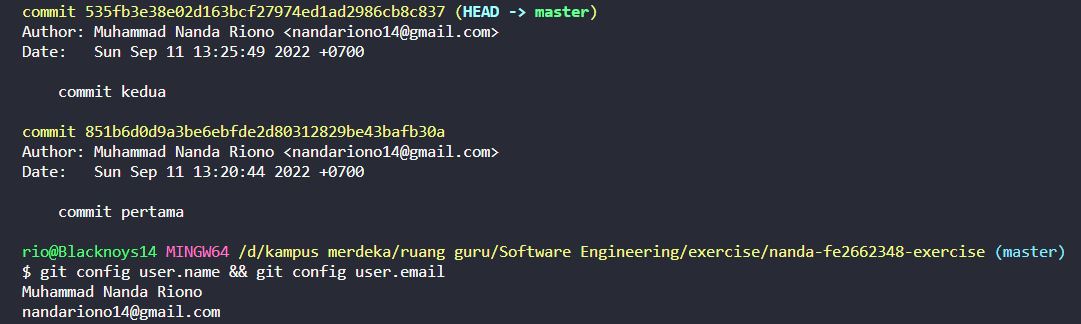 commit 535fb3e38e02d163bcf27974ed1ad2986cb8c837 (HEAD -> master)
Author: Muhammad Nanda Riono <nandariono14@gmail.com>
Date:   Sun Sep 11 13:25:49 2022 +0700
commit kedua
commit 851b6d0d9a3be6ebfde2d80312829be43bafb30a
Author: Muhammad Nanda Riono <nandariono14@gmail.com>
Date:   Sun Sep 11 13:20:44 2022 +0700
commit pertama
rio@Blacknoys14 MINGW64 /d/kampus merdeka/ruang guru/Software Engineering/exercise/nanda-fe2662348-exercise (master)
$ git config user.name && git config user.email
Muhammad Nanda Riono
nandariono14@gmail.com